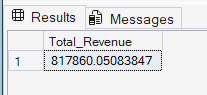 Results Messages
Total_Revenue
1 817860.05083847